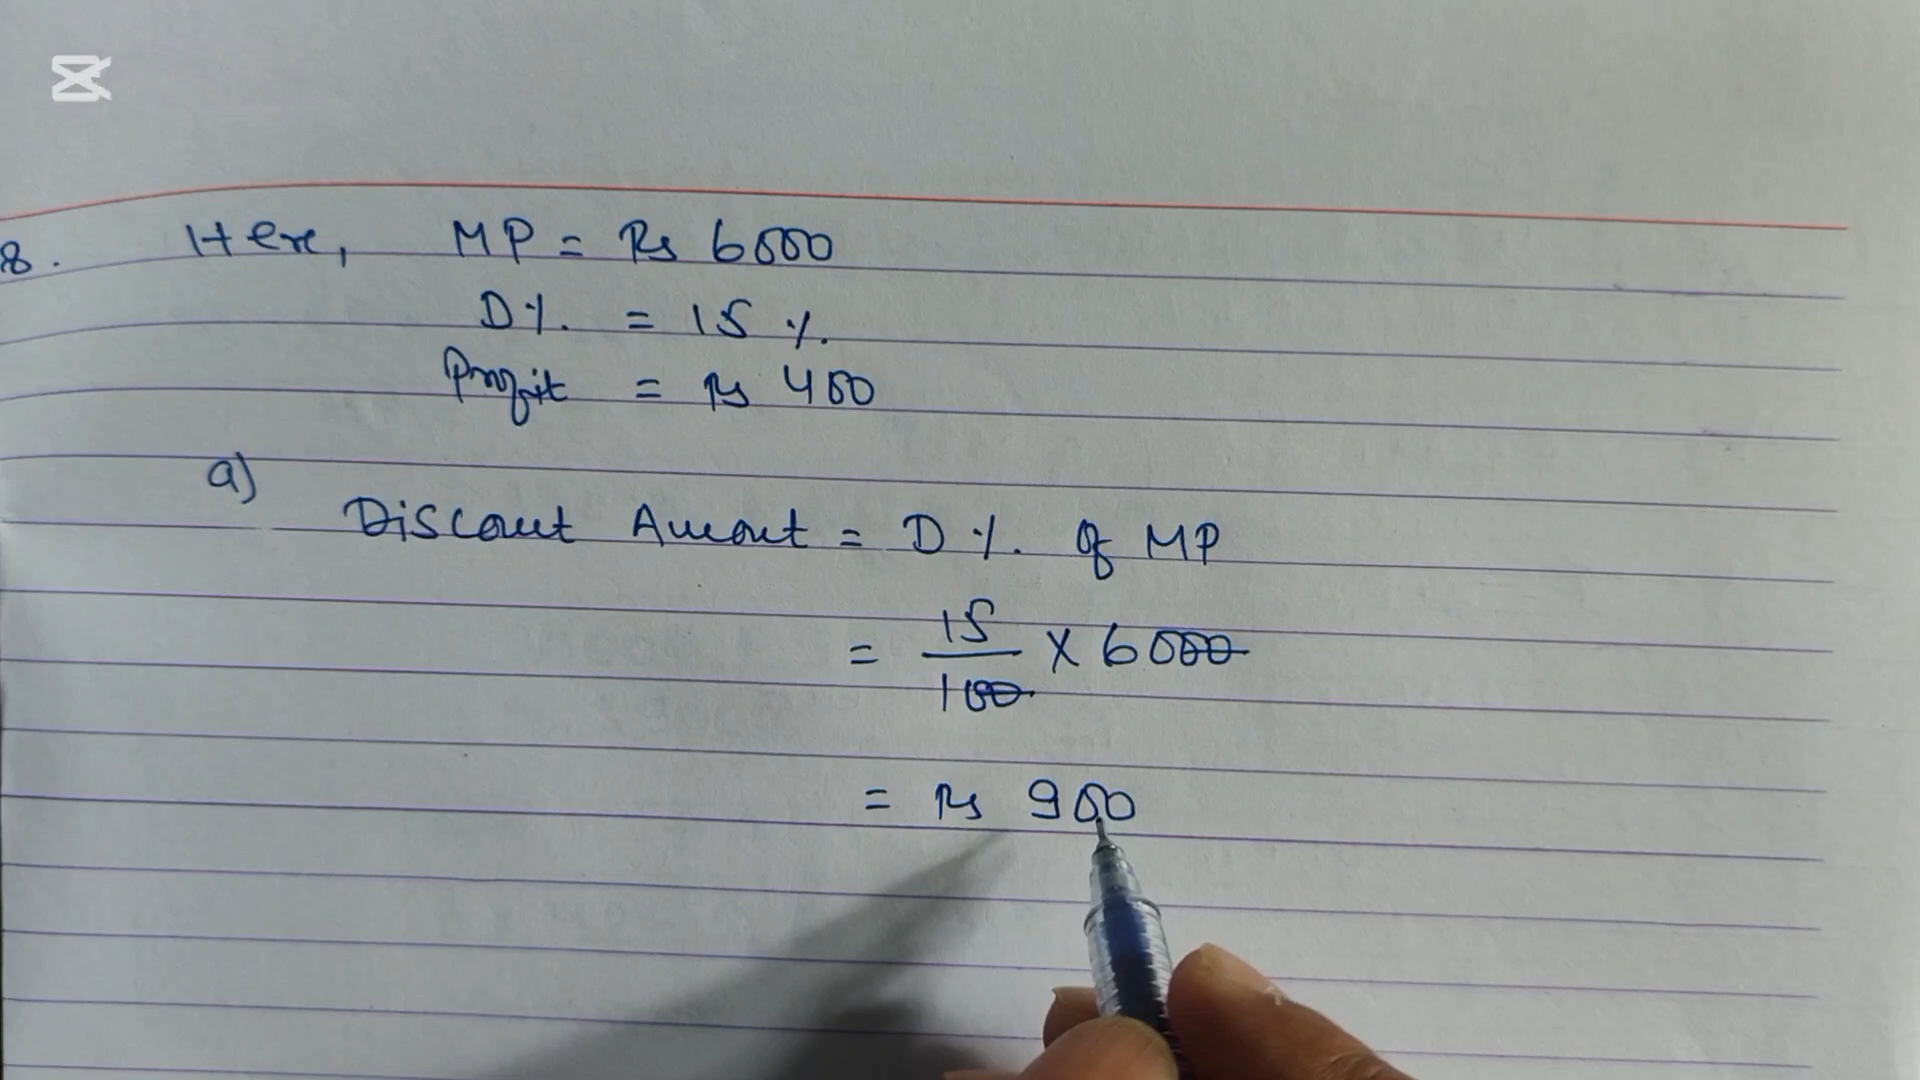 8. Here, MP = Rs 6000
D%. = 15 %.
Profit = Rs 400
a)
Discount Amount = D %. of MP
= 15/100 × 6000
= Rs 900